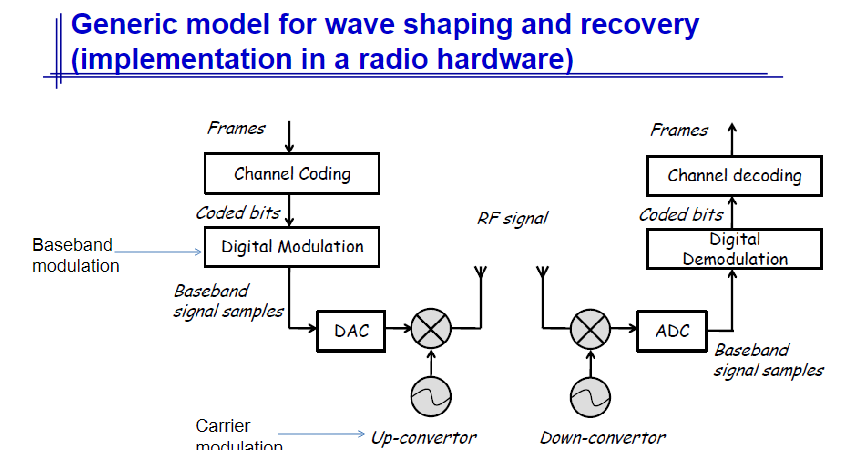 Generic model for wave shaping and recovery
(implementation in a radio hardware)
Frames
Channel Coding
Coded bits
Baseband
modulation
Digital Modulation
Baseband
signal samples
DAC
RF signal
Frames
Channel decoding
Coded bits
Digital
Demodulation
ADC
Baseband
signal samples
Carrier
modulation
Up-convertor
Down-convertor